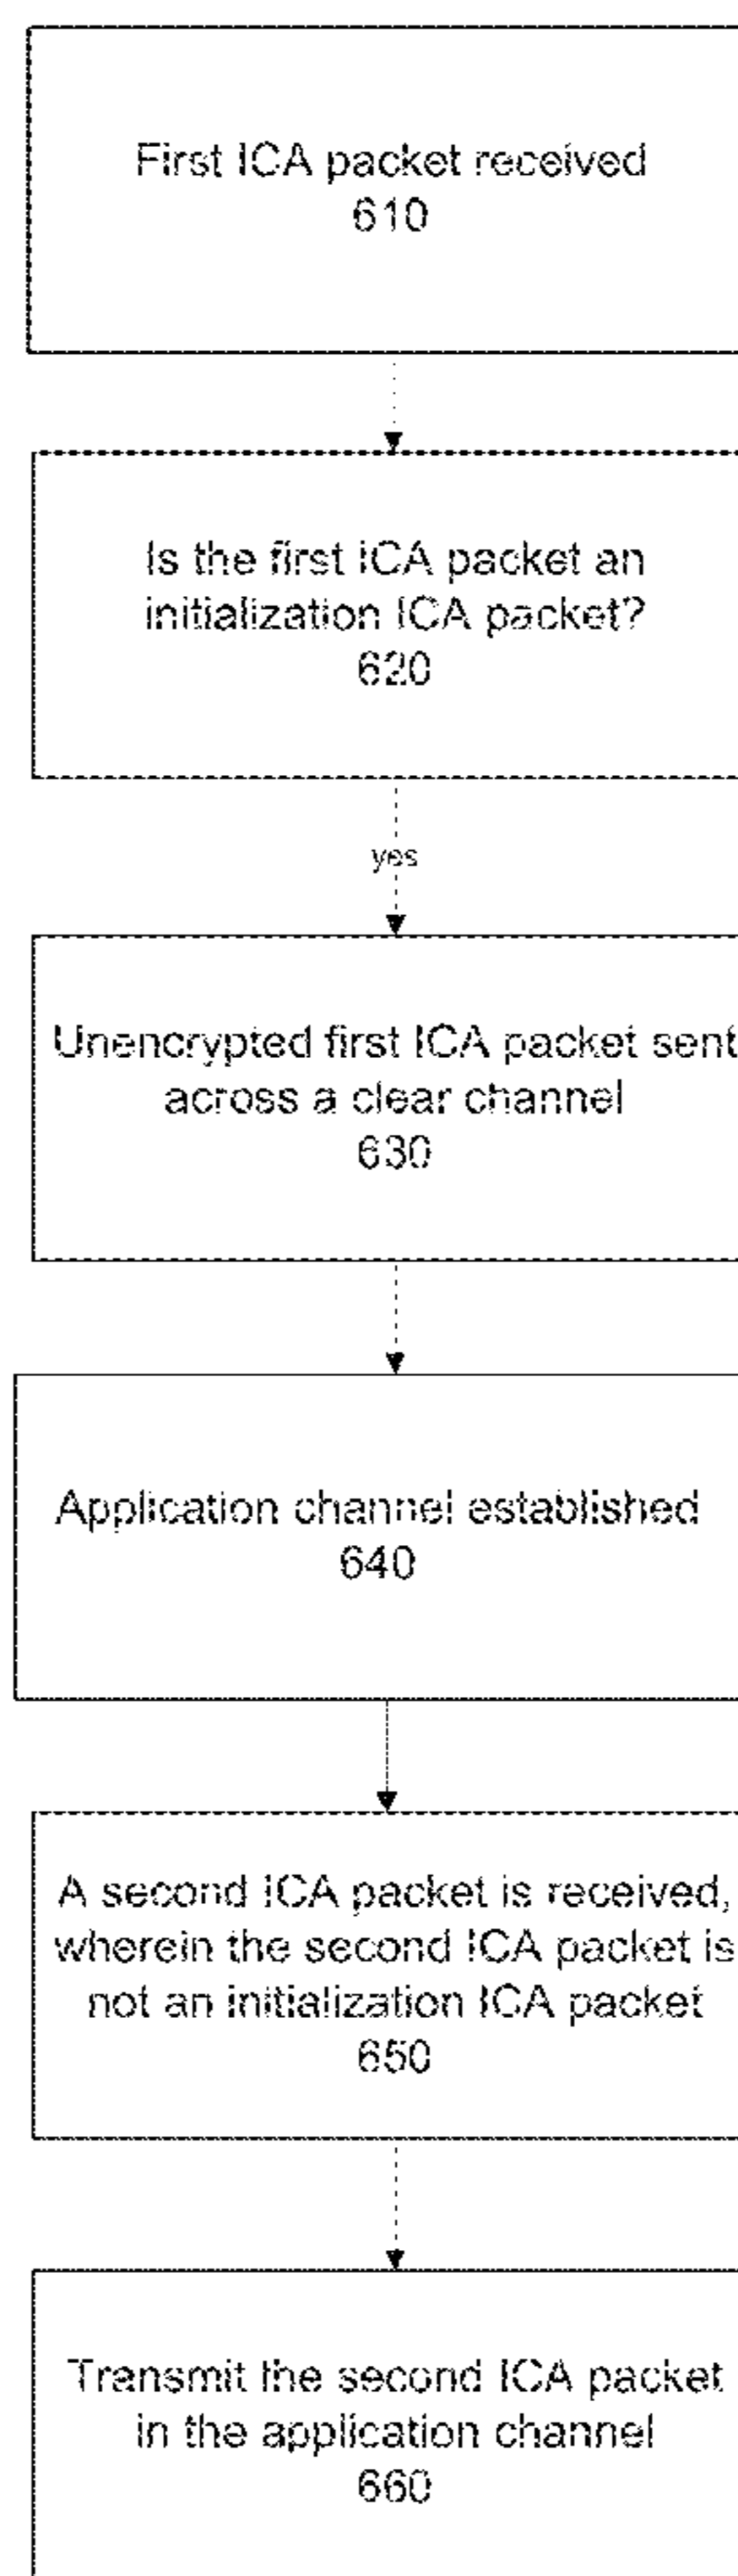 First ICA packet received
610
Is the first ICA packet an
initialization ICA packet?
620
yes
Unencrypted first ICA packet sent
across a clear channel
630
Application channel established
640
A second ICA packet is received,
wherein the second ICA packet is
not an initialization ICA packet
650
Transmit the second ICA packet
in the application channel
660